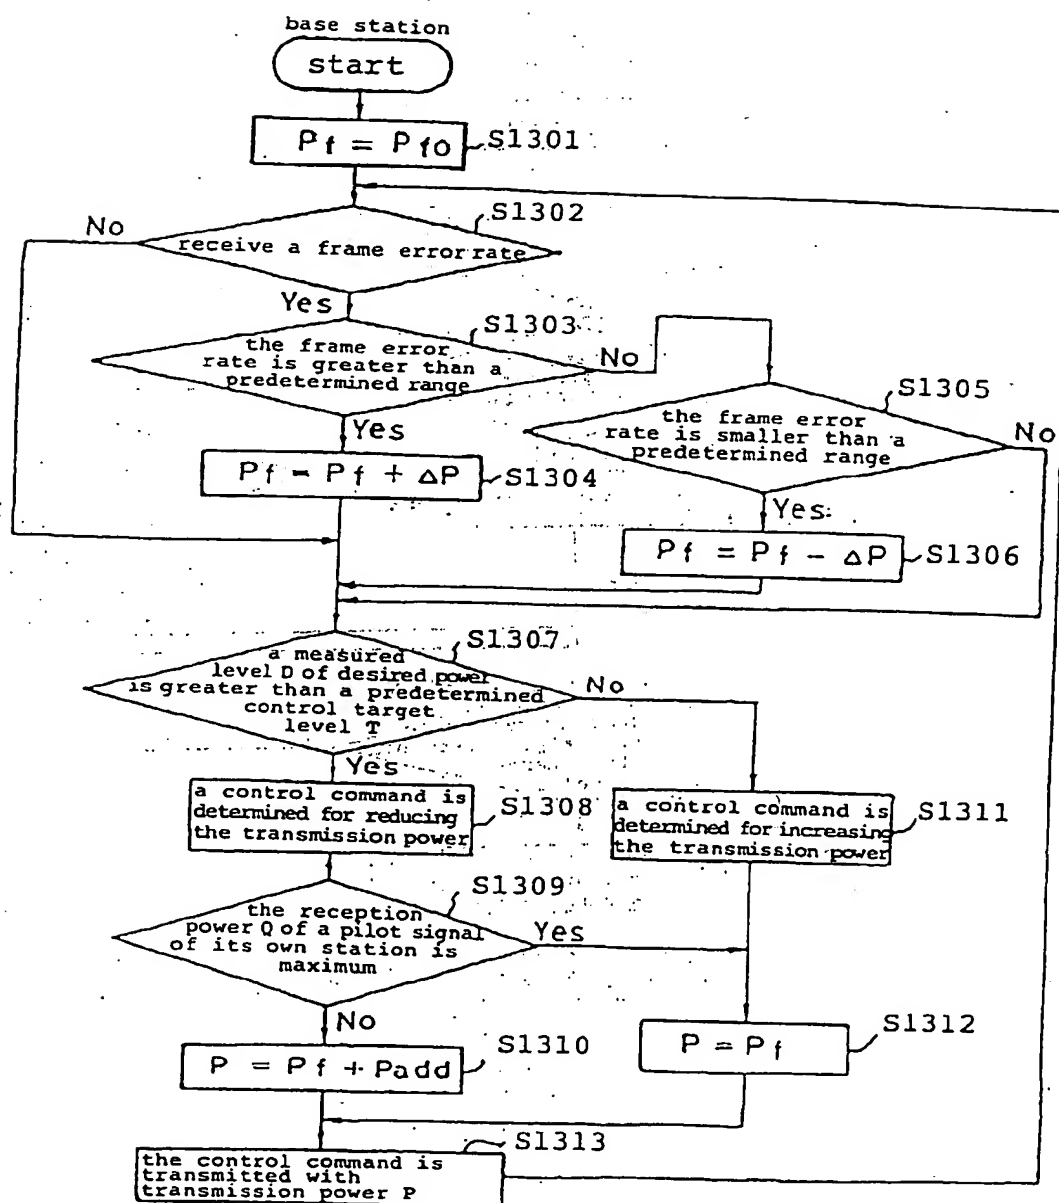 base station
start
Pf = Pfo
S1301
S1302
No
receive a frame error rate
Yes
S1303
the frame error
rate is greater than a
predetermined range
No
S1305
the frame error
rate is smaller than a
predetermined range
No
Yes
Pf = Pf + ΔP
S1304
Yes
Pf = Pf - ΔP
S1306
S1307
a measured
level D of desired power
is greater than a predetermined
control target
level T
No
Yes
a control command is
determined for reducing
the transmission power
S1308
a control command is
determined for increasing
the transmission power
S1311
S1309
the reception
power Q of a pilot signal
of its own station is
maximum
Yes
No
P = Pf + Padd
S1310
P = Pf
S1312
S1313
the control command is
transmitted with
transmission power P